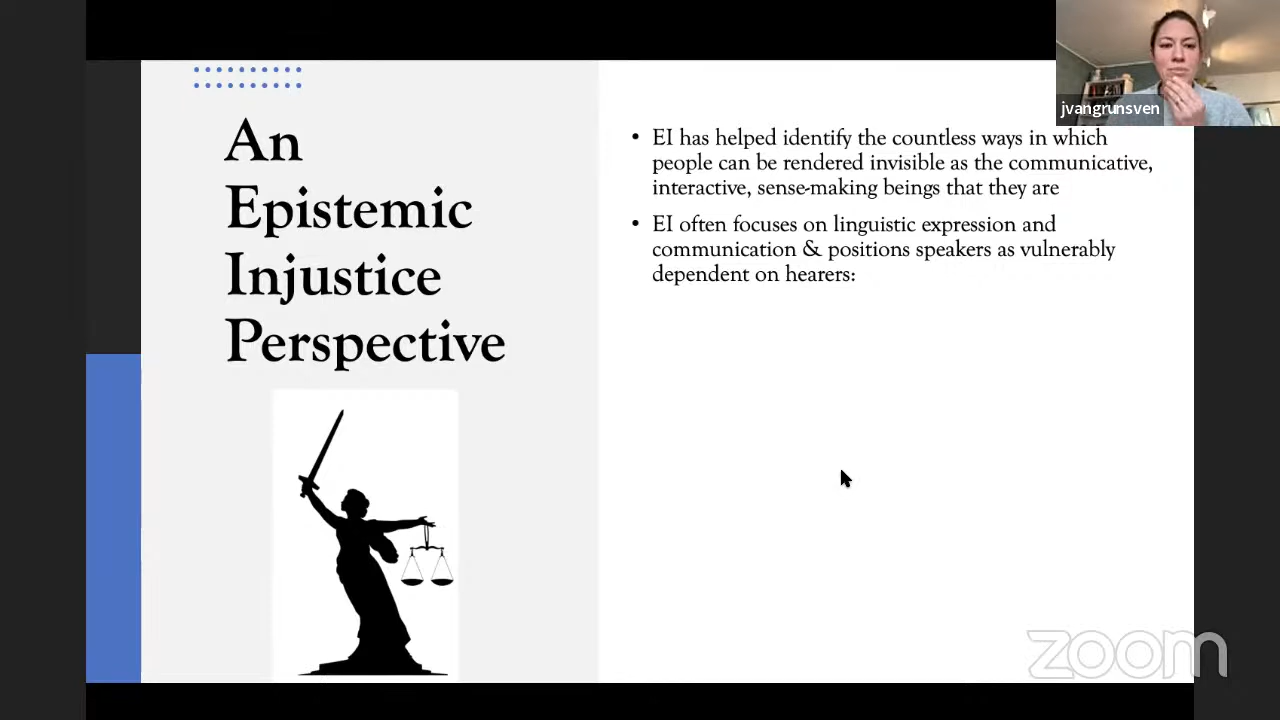 An
Epistemic
Injustice
Perspective
• EI has helped identify the countless ways in which
people can be rendered invisible as the communicative,
interactive, sense-making beings that they are
• EI often focuses on linguistic expression and
communication & positions speakers as vulnerably
dependent on hearers:
jvangrunsven
zoom